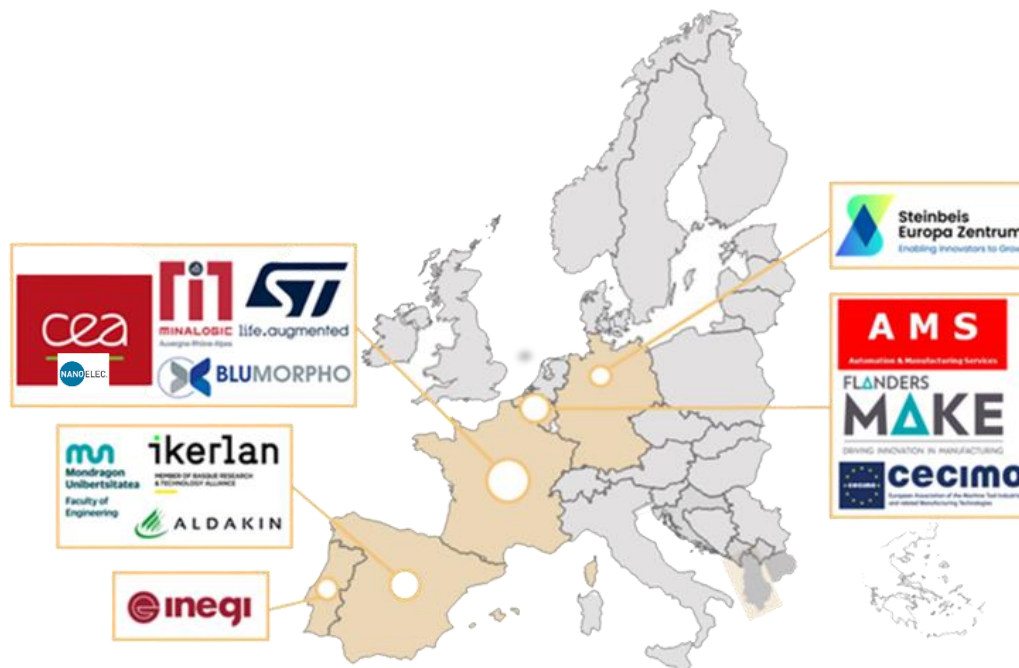 cea
NANOELEC.
MINALOGIC
Auvergne-Rhône-Alpes
ST
life.augmented
BLUMORPHO
Mondragon
Unibertsitatea
Faculty of
Engineering
ikerlan
MEMBER OF BASQUE RESEARCH
& TECHNOLOGY ALLIANCE
ALDAKIN
inegi
Steinbeis
Europa Zentrum
Enabling Innovators to Grow
AMS
Automation & Manufacturing Services
FLANDERS
MAKE
DRIVING INNOVATION IN MANUFACTURING
cecimo
cecimo
European Association of the Machine Tool Industries
and related Manufacturing Technologies